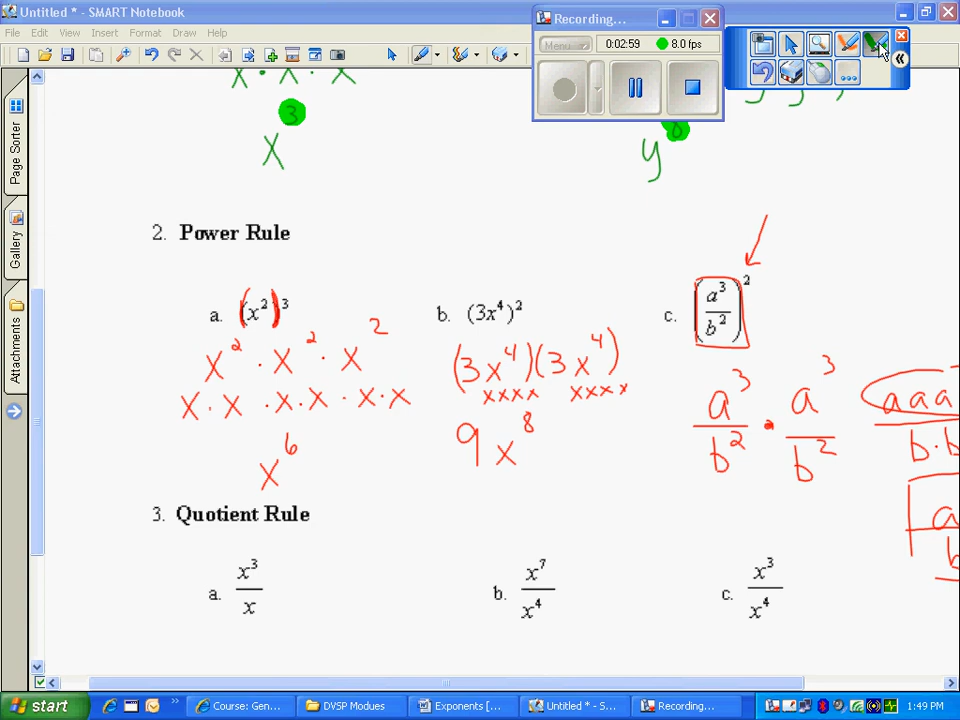 Untitled * - SMART Notebook
File Edit View Insert Format Draw Help
Recording...
Menu
0:02:59 8.0 fps
Page Sorter
Gallery
Attachments
x · x · x
3
x
8
y
2. Power Rule
a. (x²)³
b. (3x⁴)²
c. (a³/b²)²
x² · x² · x²
(3x⁴)(3x⁴)
x·x ·x·x ·x·x
xxxx xxxx
a³/b² · a³/b²
aaa
b·b
x⁶
9x⁸
a
b
3. Quotient Rule
a. x³/x
b. x⁷/x⁴
c. x³/x⁴
start
Course: Gen...
DVSP Modues
Exponents [...
Untitled * - S...
Recording...
1:49 PM